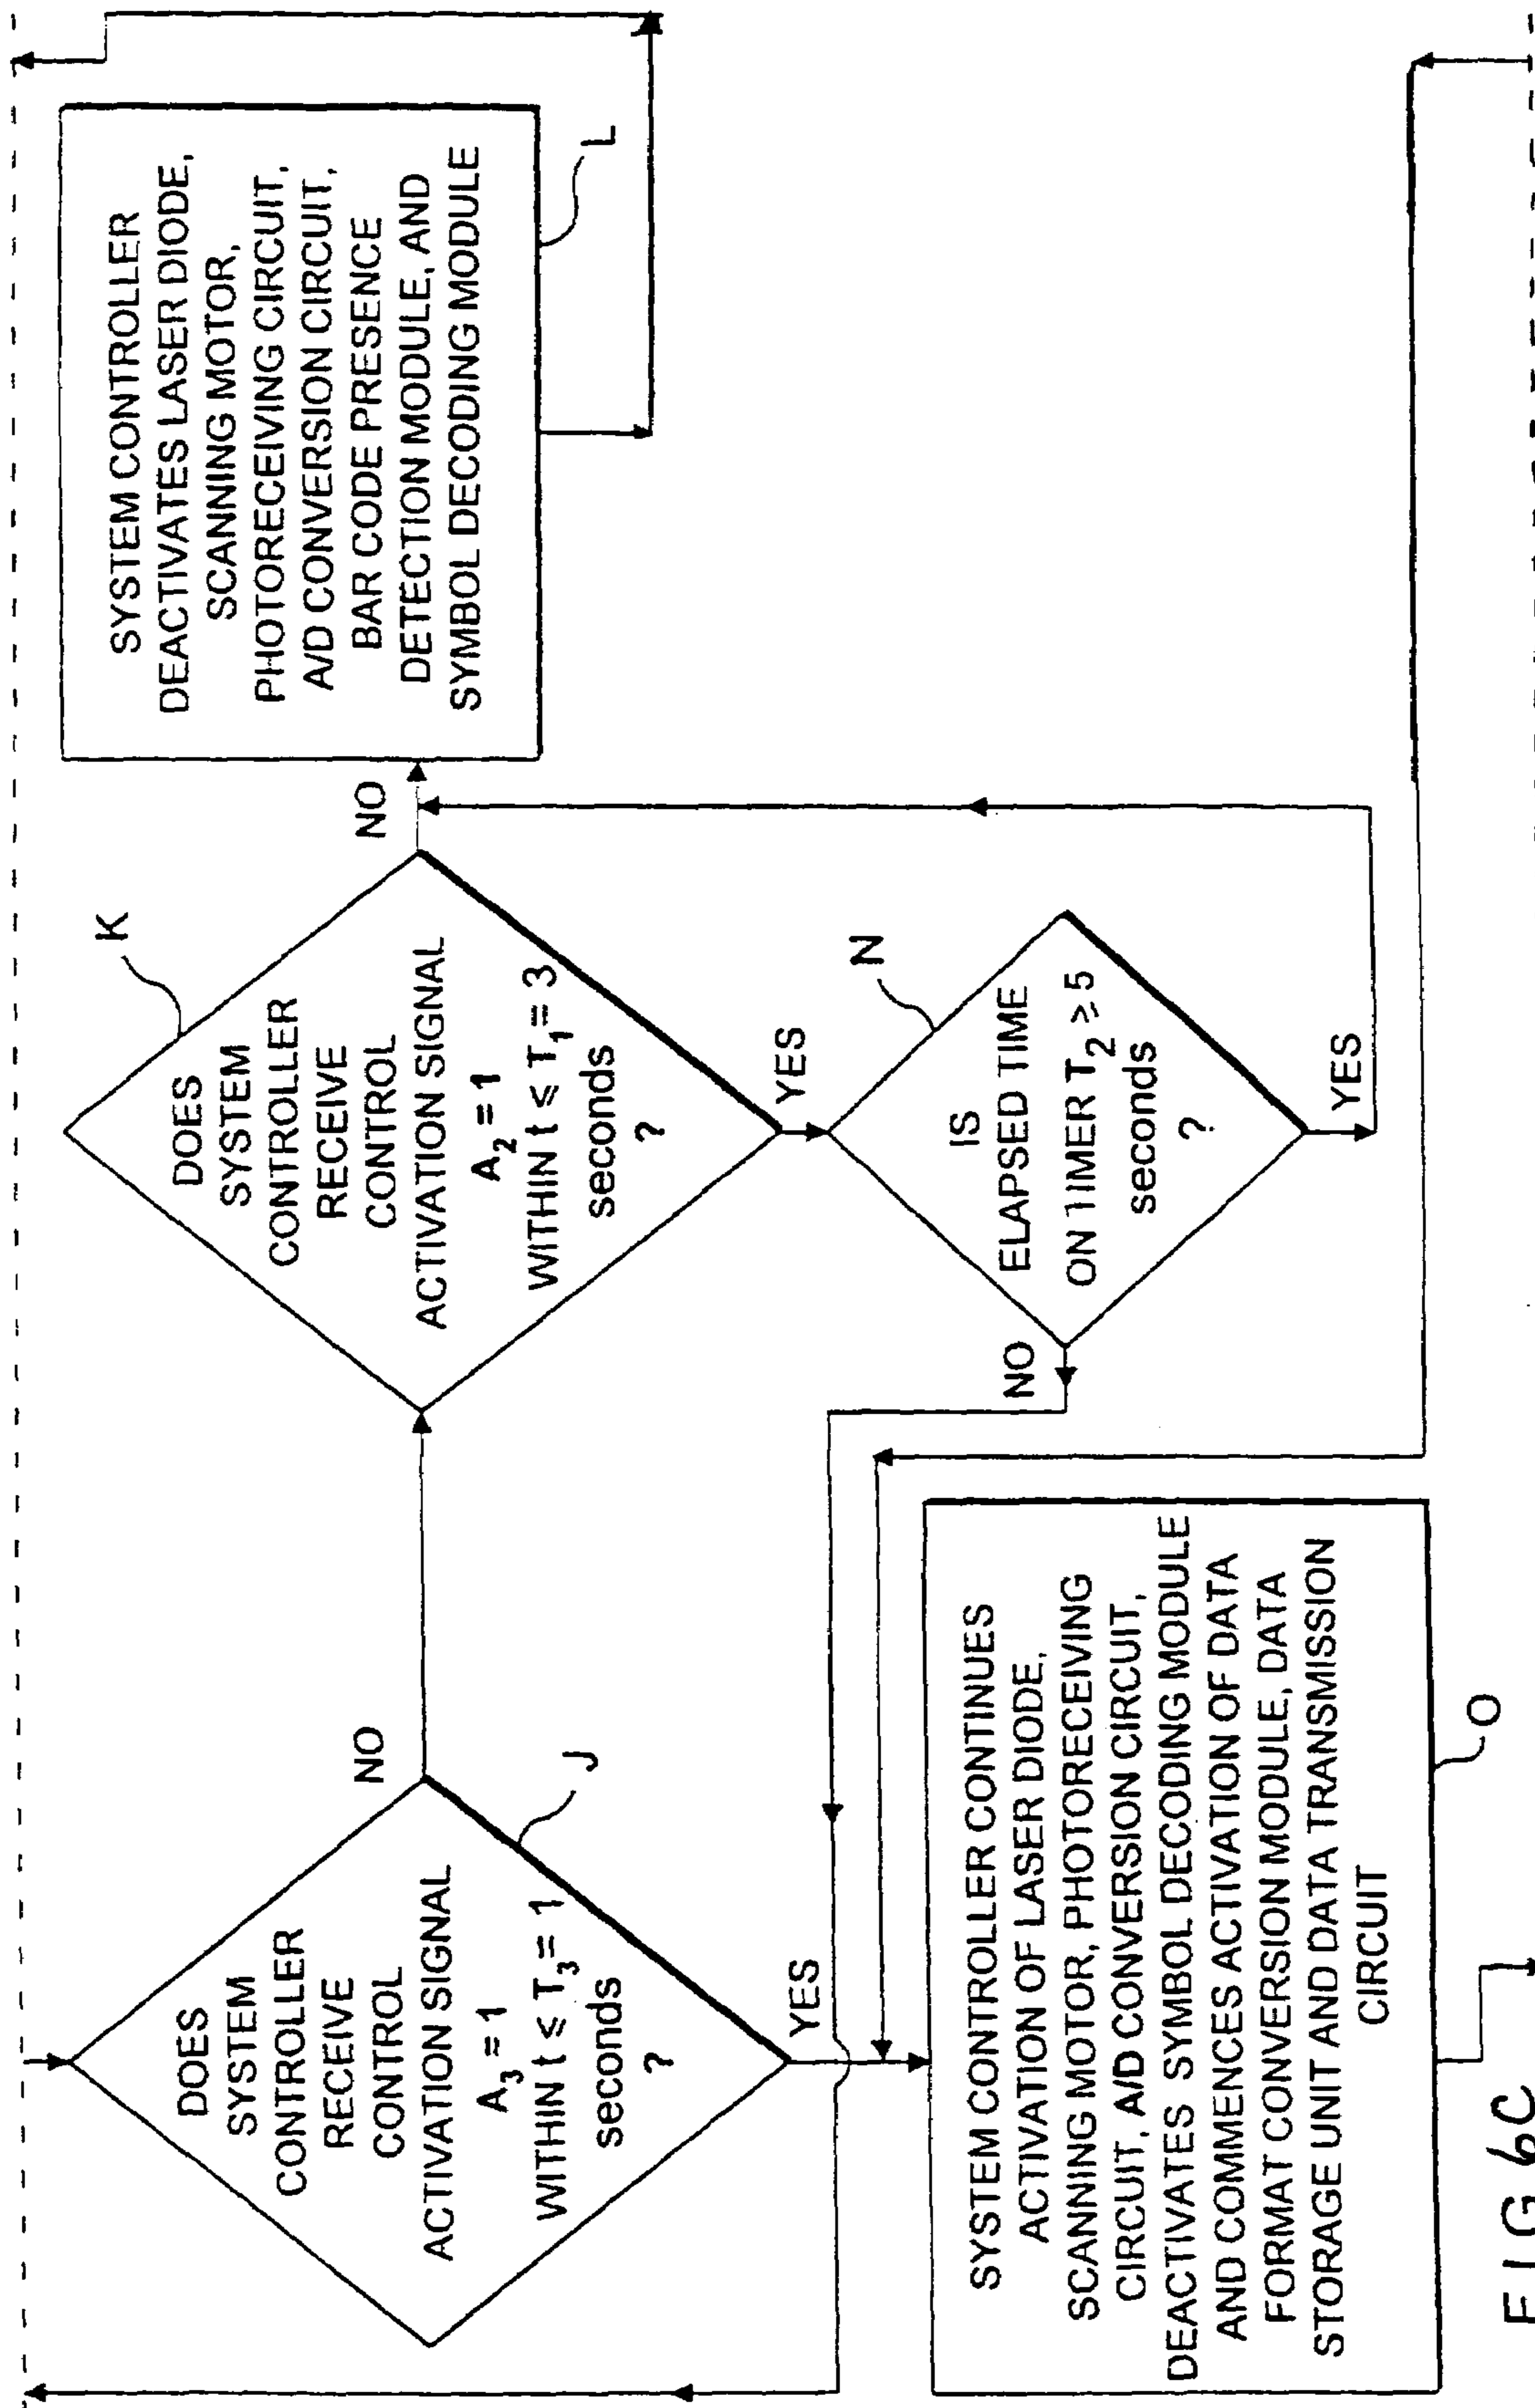 DOES
SYSTEM
CONTROLLER
RECEIVE
CONTROL
ACTIVATION SIGNAL
A₃ = 1
WITHIN t ≤ T₃ = 1
seconds
?
J
NO
YES
DOES
SYSTEM
CONTROLLER
RECEIVE
CONTROL
ACTIVATION SIGNAL
A₂ = 1
WITHIN t ≤ T₁ = 3
seconds
?
K
NO
YES
SYSTEM CONTROLLER
DEACTIVATES LASER DIODE,
SCANNING MOTOR,
PHOTORECEIVING CIRCUIT,
A/D CONVERSION CIRCUIT,
BAR CODE PRESENCE
DETECTION MODULE, AND
SYMBOL DECODING MODULE
L
IS
ELAPSED TIME
ON TIMER T₂ ≥ 5
seconds
?
N
NO
YES
SYSTEM CONTROLLER CONTINUES
ACTIVATION OF LASER DIODE,
SCANNING MOTOR, PHOTORECEIVING
CIRCUIT, A/D CONVERSION CIRCUIT,
DEACTIVATES SYMBOL DECODING MODULE
AND COMMENCES ACTIVATION OF DATA
FORMAT CONVERSION MODULE, DATA
STORAGE UNIT AND DATA TRANSMISSION
CIRCUIT
O
FIG 6C